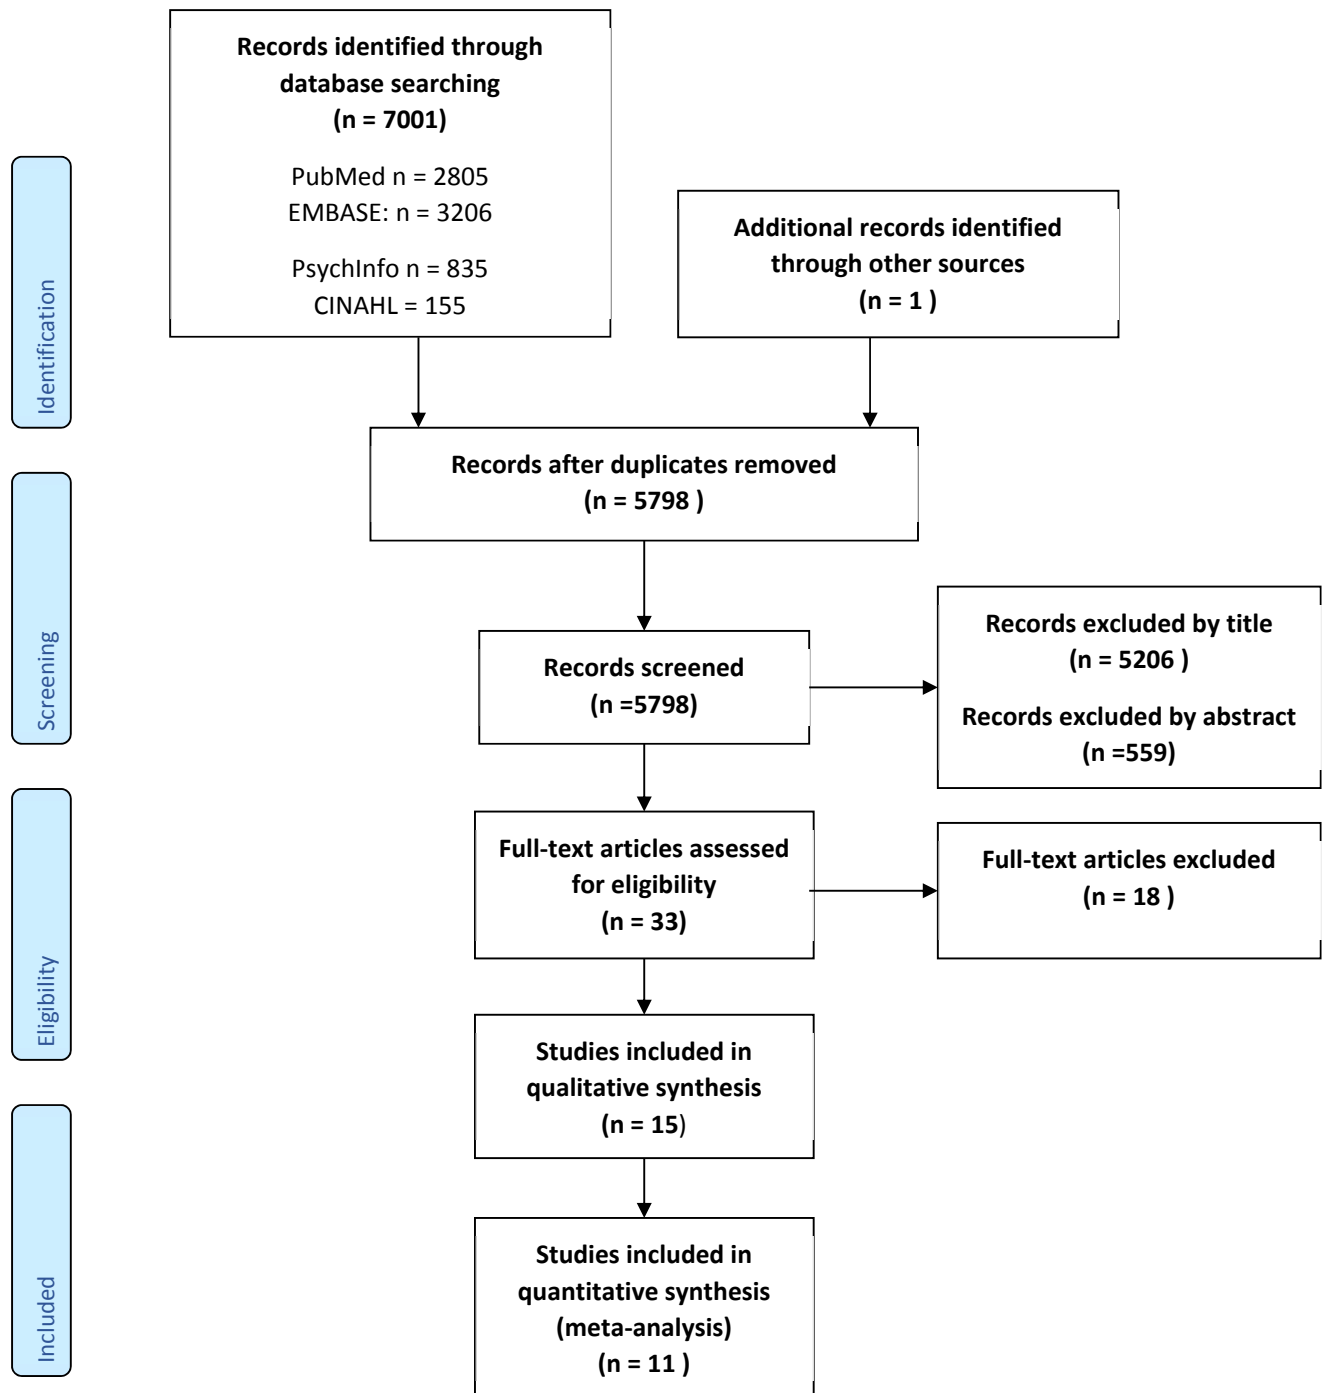 Records identified through
database searching
(n = 7001)
PubMed n = 2805
EMBASE: n = 3206
PsychInfo n = 835
CINAHL = 155
Additional records identified
through other sources
(n = 1 )
Identification
Records after duplicates removed
(n = 5798 )
Screening
Records screened
(n =5798)
Records excluded by title
(n = 5206 )
Records excluded by abstract
(n =559)
Eligibility
Full-text articles assessed
for eligibility
(n = 33)
Full-text articles excluded
(n = 18 )
Studies included in
qualitative synthesis
(n = 15)
Included
Studies included in
quantitative synthesis
(meta-analysis)
(n = 11 )